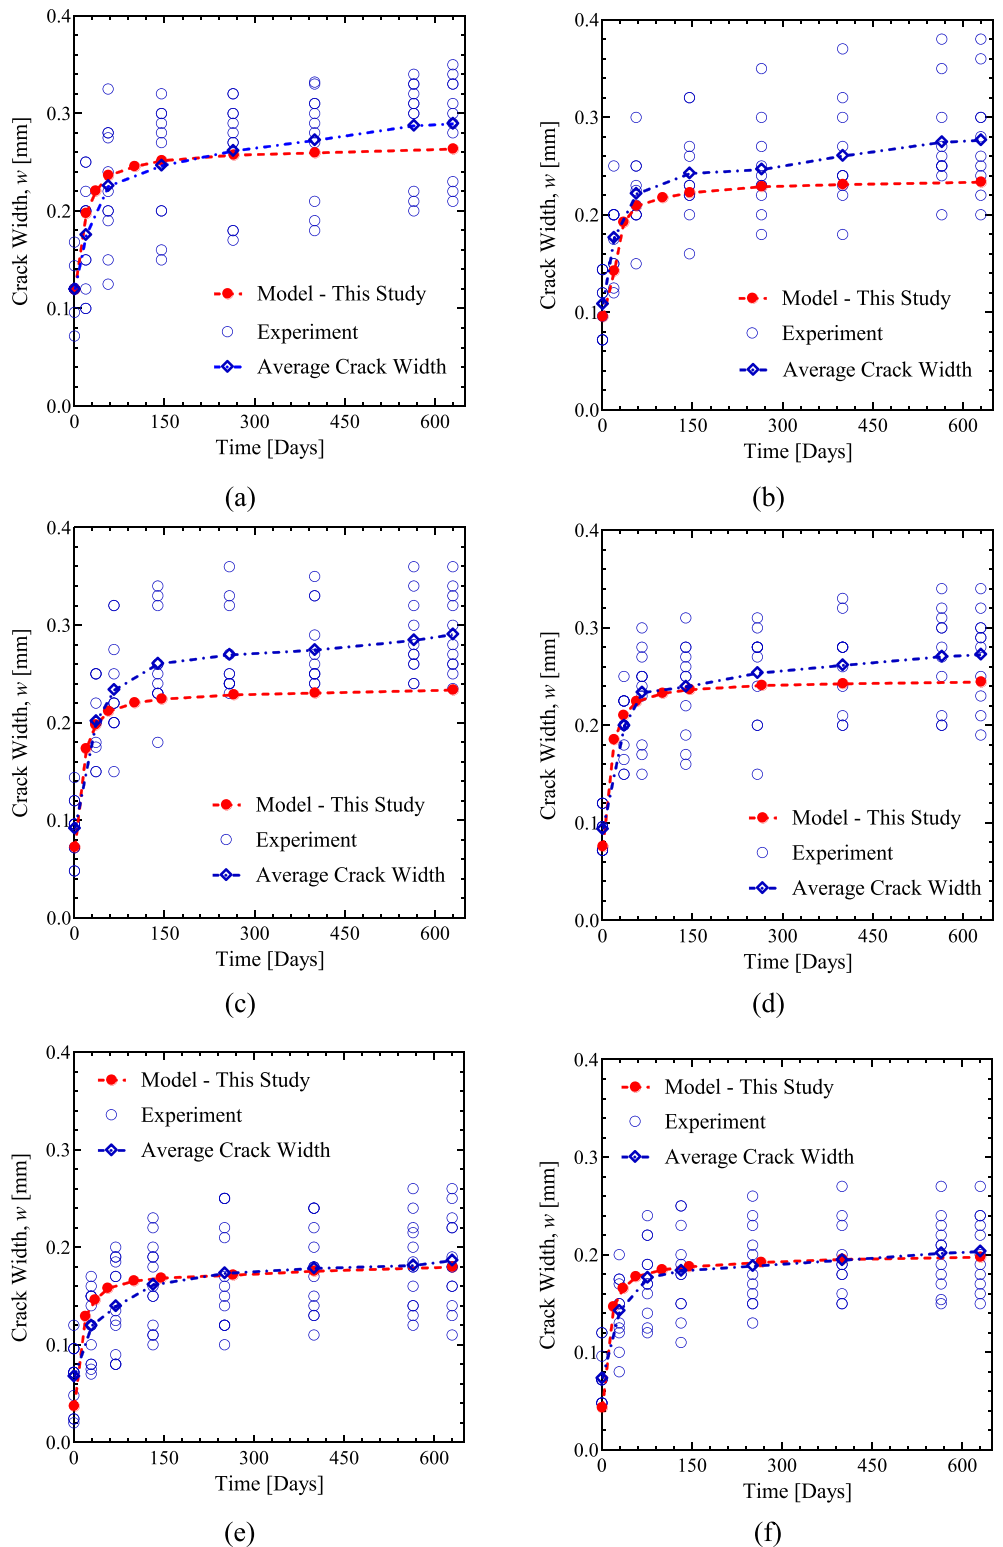 0.4
0.3
0.2
0.1
0.0
Crack Width, w [mm]
Model - This Study
Experiment
Average Crack Width
0 150 300 450 600
Time [Days]
(a)
0.4
0.3
0.2
0.1
0.0
Crack Width, w [mm]
Model - This Study
Experiment
Average Crack Width
0 150 300 450 600
Time [Days]
(b)
0.4
0.3
0.2
0.1
0.0
Crack Width, w [mm]
Model - This Study
Experiment
Average Crack Width
0 150 300 450 600
Time [Days]
(c)
0.4
0.3
0.2
0.1
0.0
Crack Width, w [mm]
Model - This Study
Experiment
Average Crack Width
0 150 300 450 600
Time [Days]
(d)
0.4
0.3
0.2
0.1
0.0
Crack Width, w [mm]
Model - This Study
Experiment
Average Crack Width
0 150 300 450 600
Time [Days]
(e)
0.4
0.3
0.2
0.1
0.0
Crack Width, w [mm]
Model - This Study
Experiment
Average Crack Width
0 150 300 450 600
Time [Days]
(f)